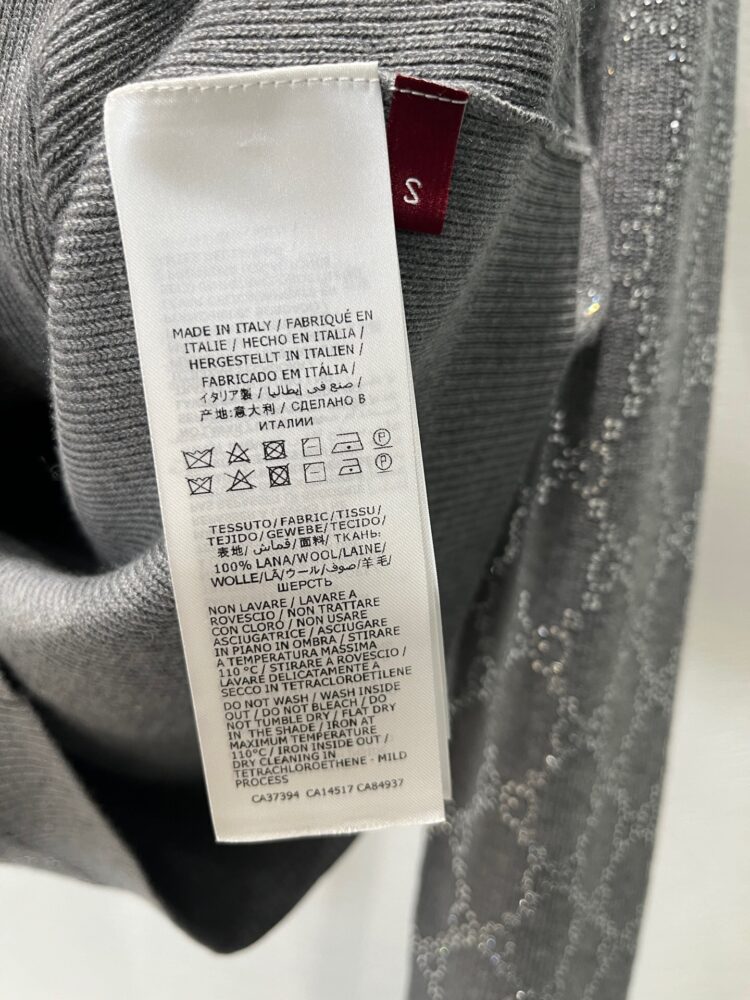 S
MADE IN ITALY / FABRIQUÉ EN
ITALIE / HECHO EN ITALIA /
HERGESTELLT IN ITALIEN /
FABRICADO EM ITÁLIA /
イタリア製 / صنع في إيطاليا /
产地:意大利 / СДЕЛАНО В
ИТАЛИИ
P
P
TESSUTO/FABRIC/TISSU/
TEJIDO/GEWEBE/TECIDO/
表地/قماش/面料/ ТКАНЬ:
100% LANA/WOOL/LAINE/
WOLLE/LÃ/ウール/صوف/羊毛/
ШЕРСТЬ
NON LAVARE / LAVARE A
ROVESCIO / NON TRATTARE
CON CLORO / NON USARE
ASCIUGATRICE / ASCIUGARE
IN PIANO IN OMBRA / STIRARE
A TEMPERATURA MASSIMA
110 °C / STIRARE A ROVESCIO /
LAVARE DELICATAMENTE A
SECCO IN TETRACLOROETILENE
DO NOT WASH / WASH INSIDE
OUT / DO NOT BLEACH / DO
NOT TUMBLE DRY / FLAT DRY
IN THE SHADE / IRON AT
MAXIMUM TEMPERATURE
110°C / IRON INSIDE OUT /
DRY CLEANING IN
TETRACHLOROETHENE - MILD
PROCESS
CA37394 CA14517 CA84937